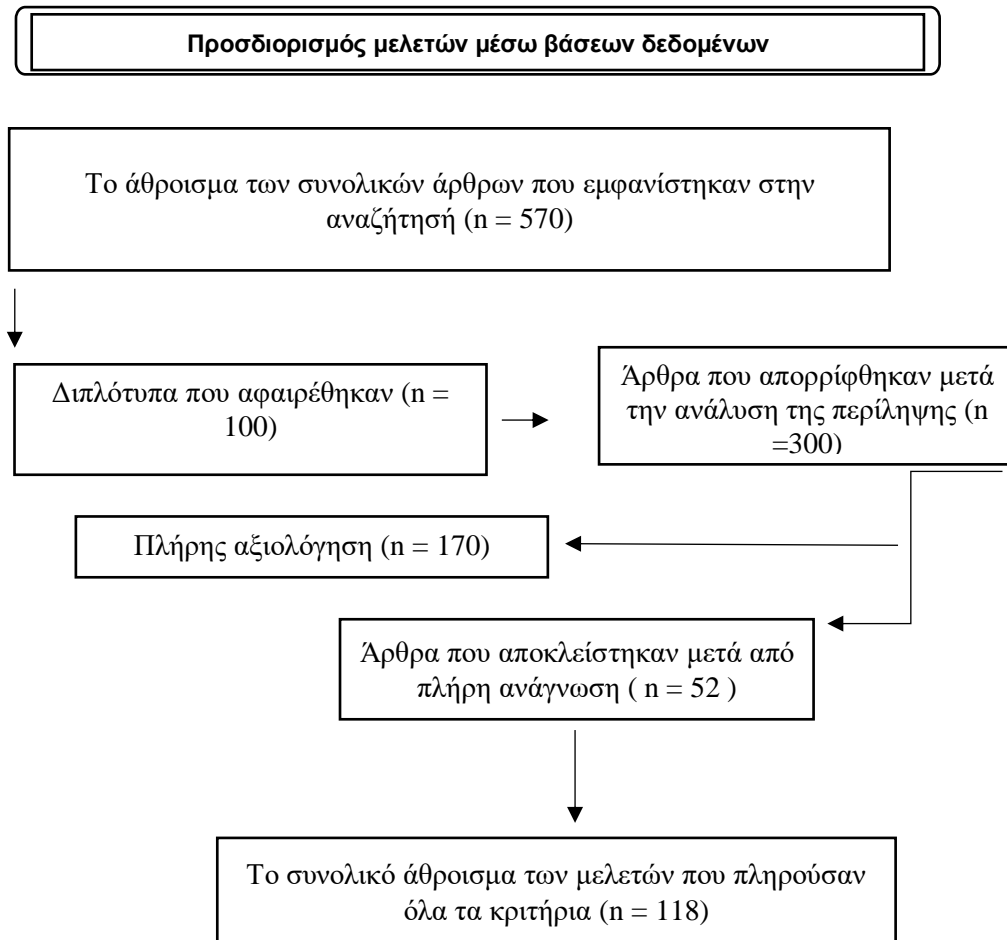 Προσδιορισμός μελετών μέσω βάσεων δεδομένων
Το άθροισμα των συνολικών άρθρων που εμφανίστηκαν στην
αναζήτησή (n = 570)
Διπλότυπα που αφαιρέθηκαν (n =
100)
Άρθρα που απορρίφθηκαν μετά
την ανάλυση της περίληψης (n
=300)
Πλήρης αξιολόγηση (n = 170)
Άρθρα που αποκλείστηκαν μετά από
πλήρη ανάγνωση ( n = 52 )
Το συνολικό άθροισμα των μελετών που πληρούσαν
όλα τα κριτήρια (n = 118)